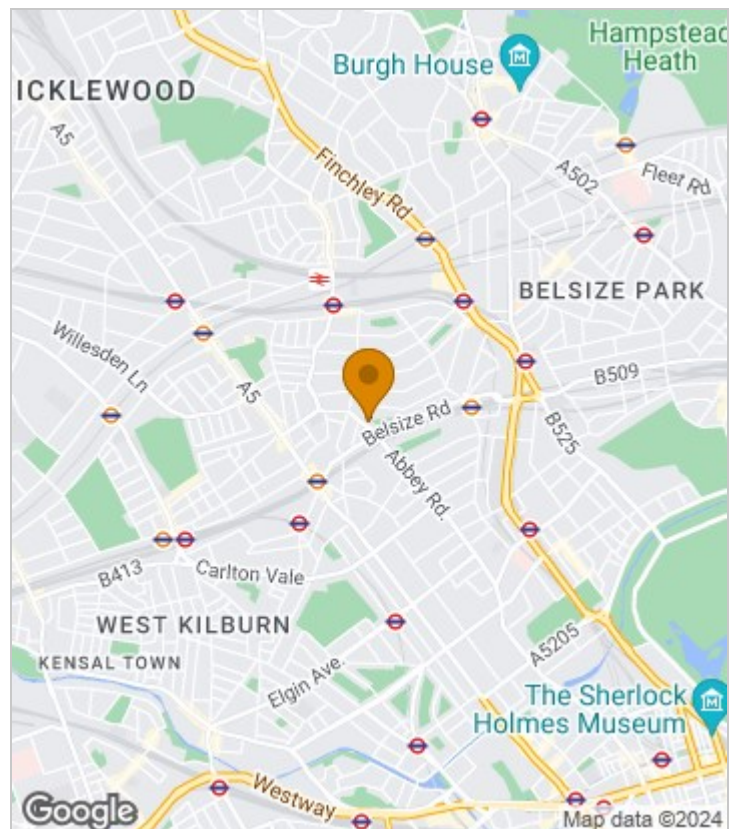 Hampstead
Heath
Burgh House
ICKLEWOOD
A5
Finchley Rd
A502
Fleet Rd
BELSIZE PARK
Willesden Ln
A5
B509
Belsize Rd
B525
Abbey Rd.
B413
Carlton Vale
WEST KILBURN
KENSAL TOWN
Elgin Ave.
A5205
The Sherlock
Holmes Museum
Westway
Google
Map data ©2024